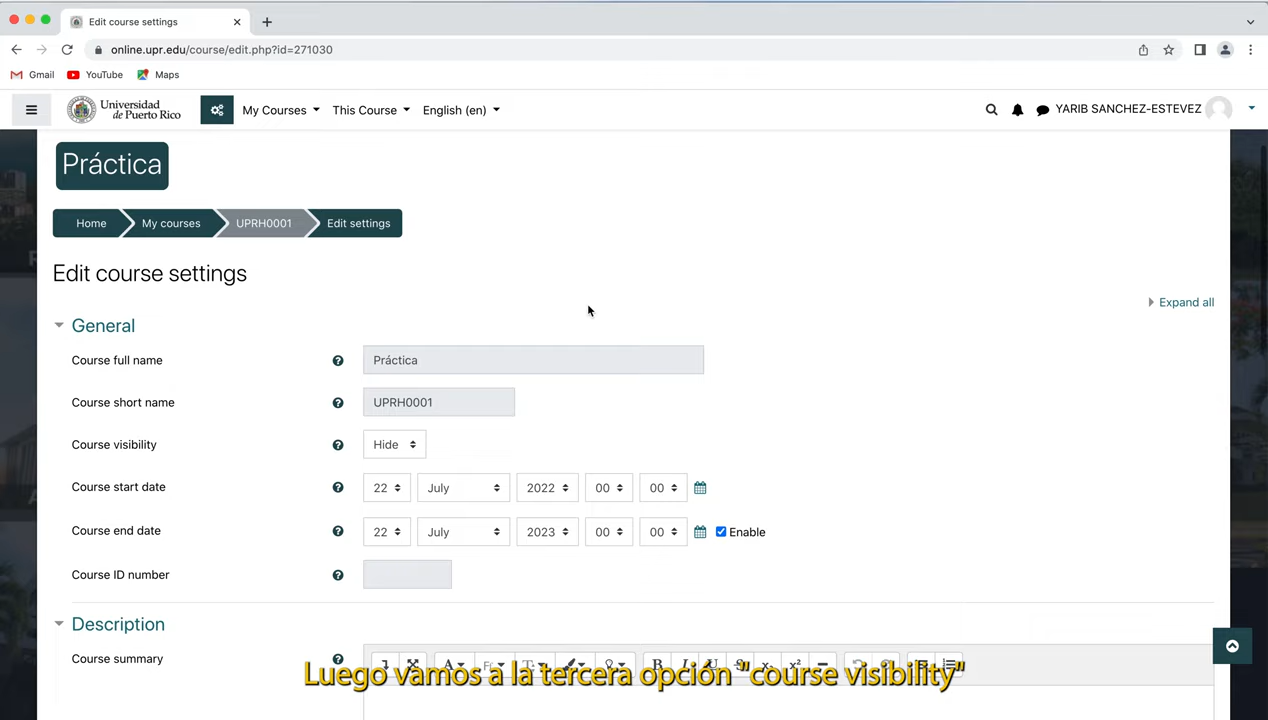 Edit course settings
online.upr.edu/course/edit.php?id=271030
Gmail YouTube Maps
Universidad de Puerto Rico
My Courses This Course English (en) YARIB SANCHEZ-ESTEVEZ
Práctica
Home My courses UPRH0001 Edit settings
Edit course settings
Expand all
General
Course full name Práctica
Course short name UPRH0001
Course visibility Hide
Course start date 22 July 2022 00 00
Course end date 22 July 2023 00 00 Enable
Course ID number
Description
Course summary
Luego vamos a la tercera opción "course visibility"